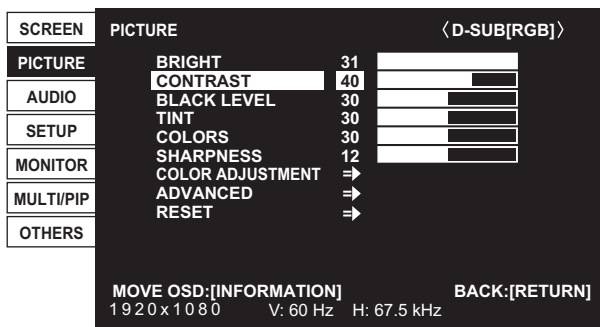 SCREEN
PICTURE
AUDIO
SETUP
MONITOR
MULTI/PIP
OTHERS
PICTURE 〈D-SUB[RGB]〉
BRIGHT 31
CONTRAST 40
BLACK LEVEL 30
TINT 30
COLORS 30
SHARPNESS 12
COLOR ADJUSTMENT
ADVANCED
RESET
MOVE OSD:[INFORMATION] BACK:[RETURN]
1920x1080 V: 60 Hz H: 67.5 kHz